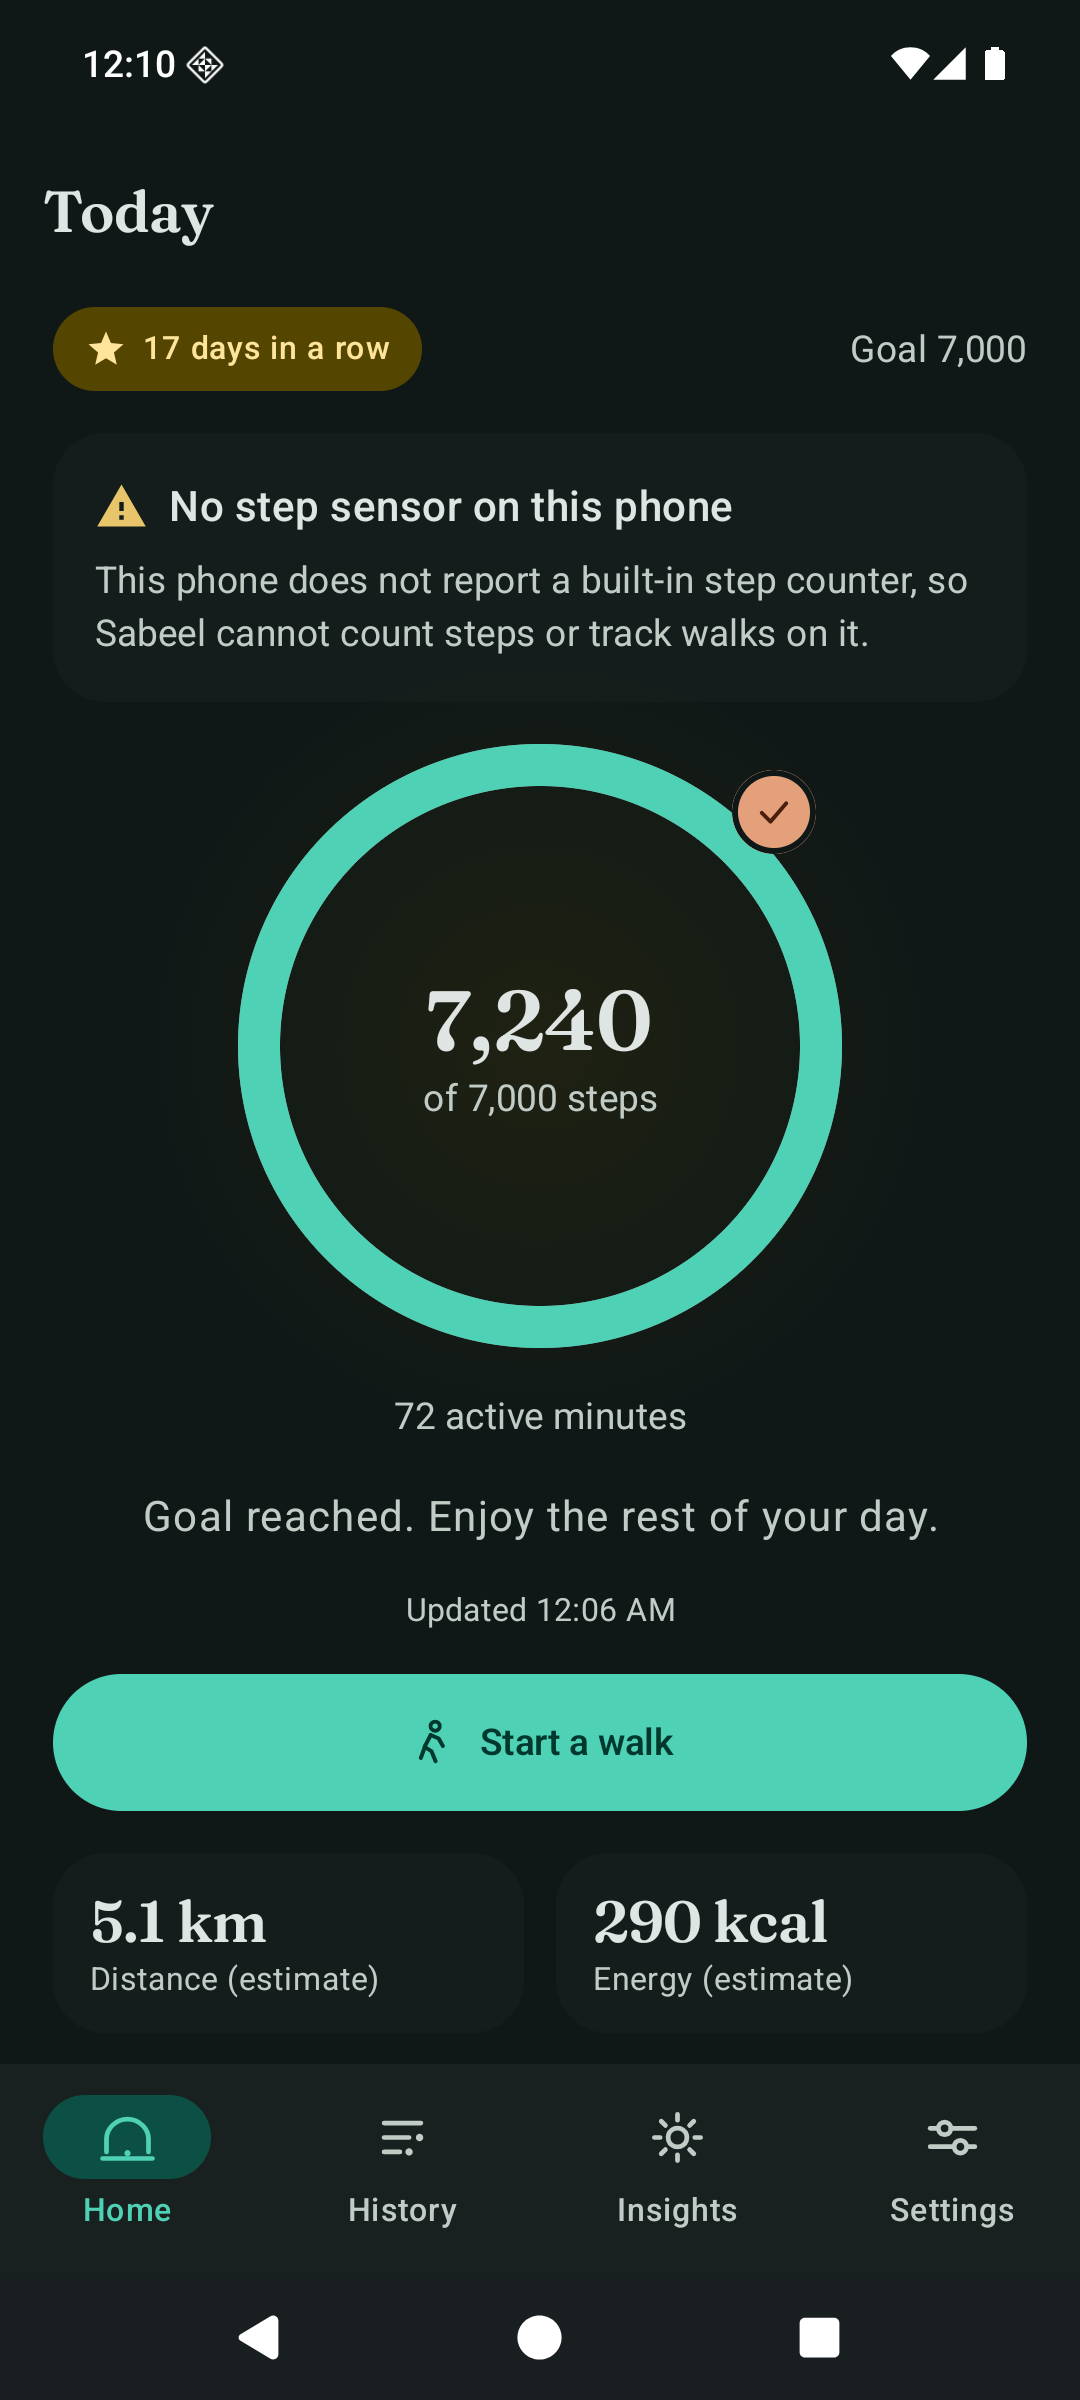 12:10
Today
17 days in a row
Goal 7,000
No step sensor on this phone
This phone does not report a built-in step counter, so
Sabeel cannot count steps or track walks on it.
7,240
of 7,000 steps
72 active minutes
Goal reached. Enjoy the rest of your day.
Updated 12:06 AM
Start a walk
5.1 km
Distance (estimate)
290 kcal
Energy (estimate)
Home
History
Insights
Settings